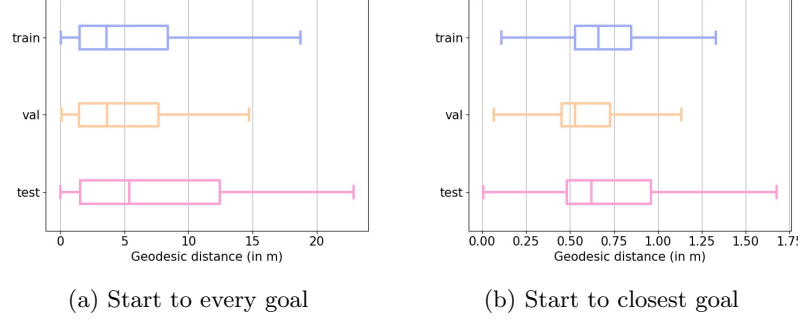 train
val
test
0 5 10 15 20
Geodesic distance (in m)
(a) Start to every goal
train
val
test
0.00 0.25 0.50 0.75 1.00 1.25 1.50 1.75
Geodesic distance (in m)
(b) Start to closest goal